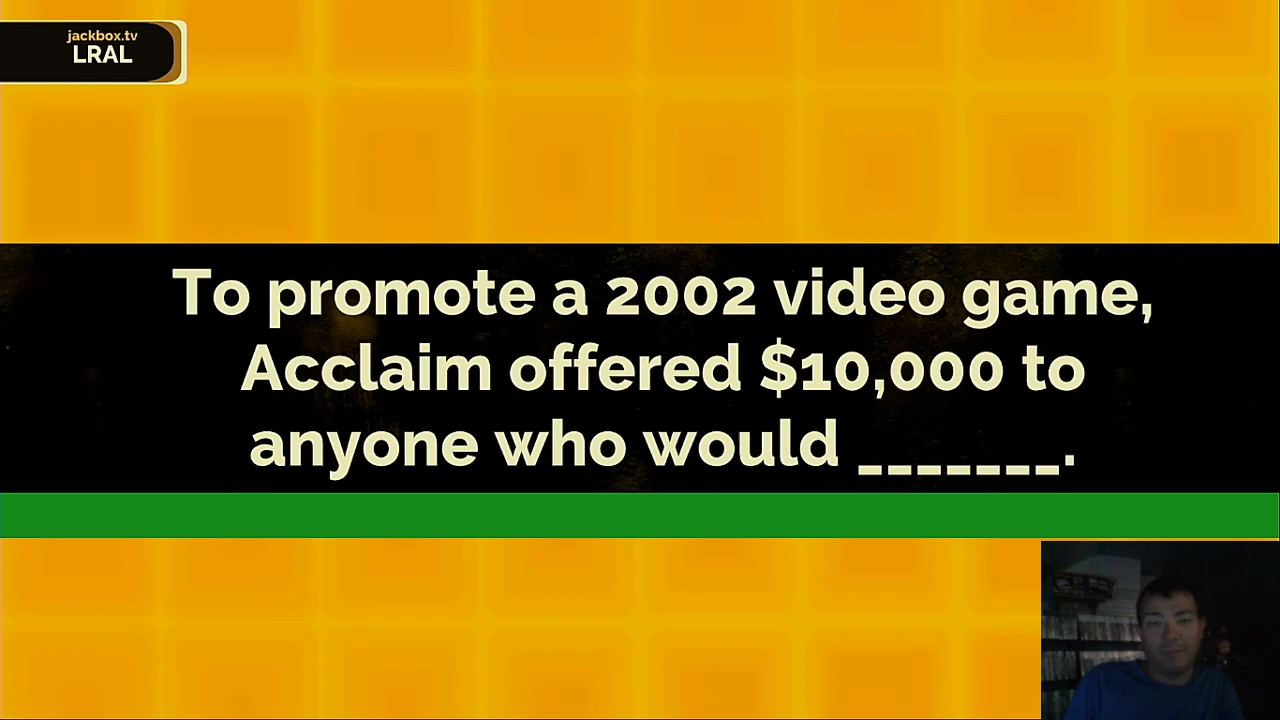 jackbox.tv
LRAL
To promote a 2002 video game,
Acclaim offered $10,000 to
anyone who would _______.